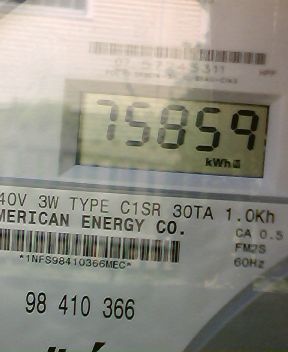 75859
kWh
40V 3W TYPE C1SR 30TA 1.0Kh
MERICAN ENERGY CO.
CA 0.5
*1NFS98410366MEC*
FM2S
60Hz
98 410 366